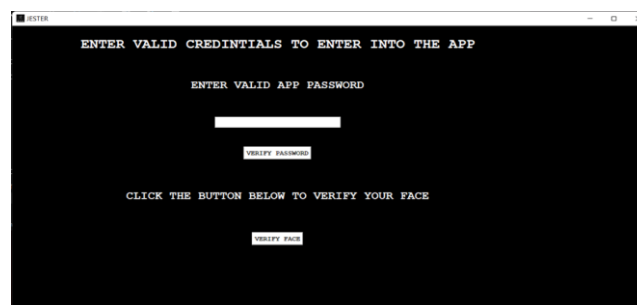 JESTER
ENTER VALID CREDINTIALS TO ENTER INTO THE APP
ENTER VALID APP PASSWORD
VERIFY PASSWORD
CLICK THE BUTTON BELOW TO VERIFY YOUR FACE
VERIFY FACE